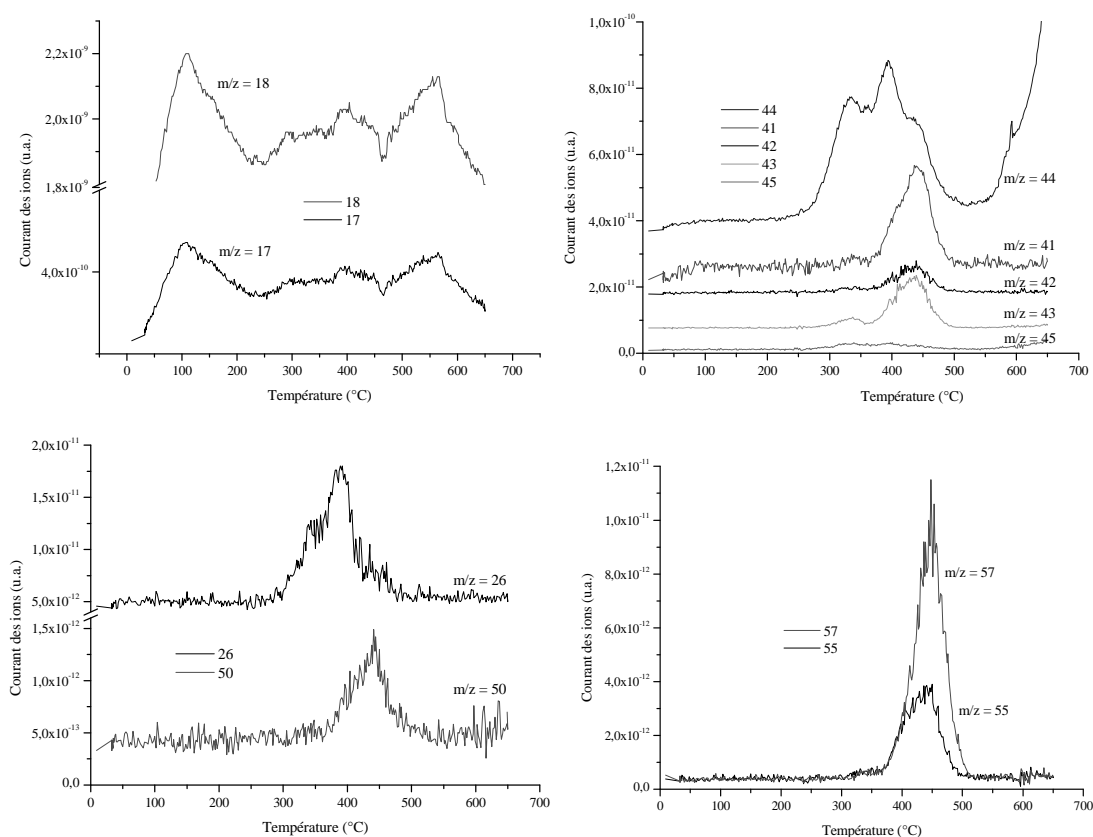 2,2x10⁻⁹
2,0x10⁻⁹
1,8x10⁻⁹
4,0x10⁻¹⁰
Courant des ions (u.a.)
m/z = 18
18
17
m/z = 17
0 100 200 300 400 500 600 700
Température (°C)
1,0x10⁻¹⁰
8,0x10⁻¹¹
6,0x10⁻¹¹
4,0x10⁻¹¹
2,0x10⁻¹¹
0,0
Courant des ions (u.a.)
44
41
42
43
45
m/z = 44
m/z = 41
m/z = 42
m/z = 43
m/z = 45
0 100 200 300 400 500 600 700
Température (°C)
2,0x10⁻¹¹
1,5x10⁻¹¹
1,0x10⁻¹¹
5,0x10⁻¹²
1,5x10⁻¹²
1,0x10⁻¹²
5,0x10⁻¹³
0,0
Courant des ions (u.a.)
m/z = 26
26
50
m/z = 50
0 100 200 300 400 500 600 700
Température (°C)
1,2x10⁻¹¹
1,0x10⁻¹¹
8,0x10⁻¹²
6,0x10⁻¹²
4,0x10⁻¹²
2,0x10⁻¹²
0,0
Courant des ions (u.a.)
m/z = 57
57
55
m/z = 55
0 100 200 300 400 500 600 700
Température (°C)